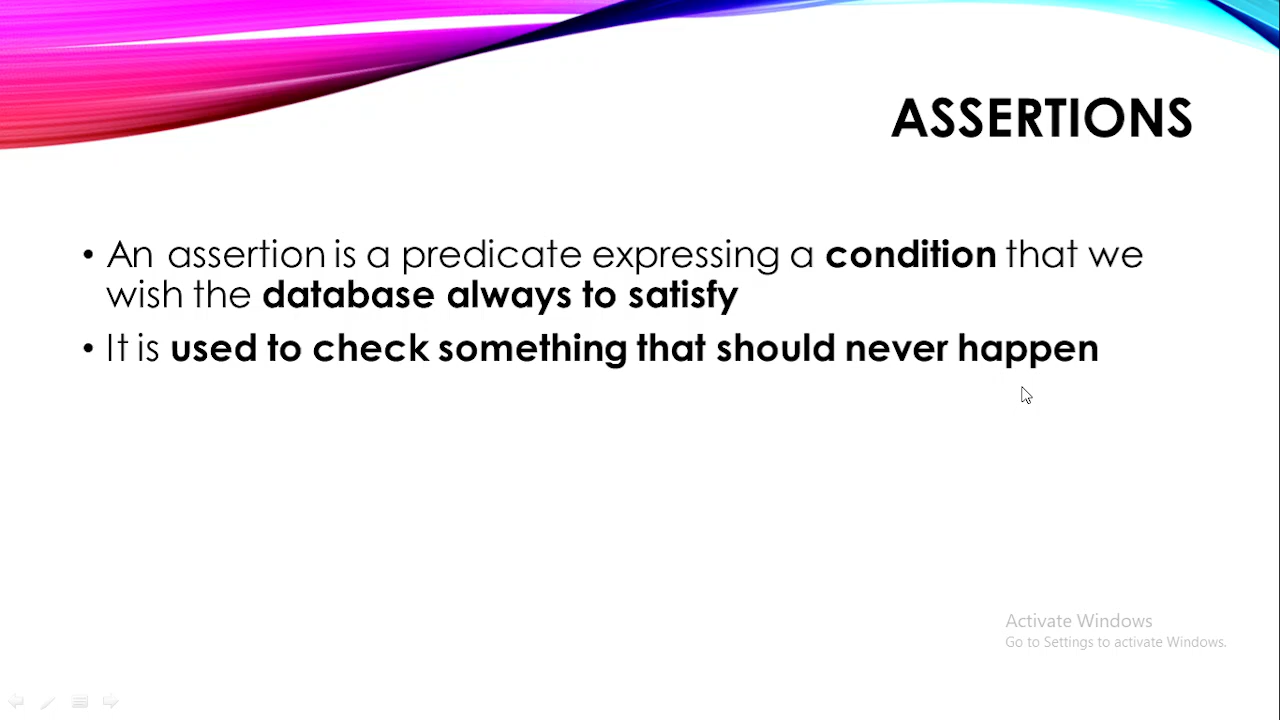 ASSERTIONS
• An assertion is a predicate expressing a condition that we
wish the database always to satisfy
• It is used to check something that should never happen
Activate Windows
Go to Settings to activate Windows.